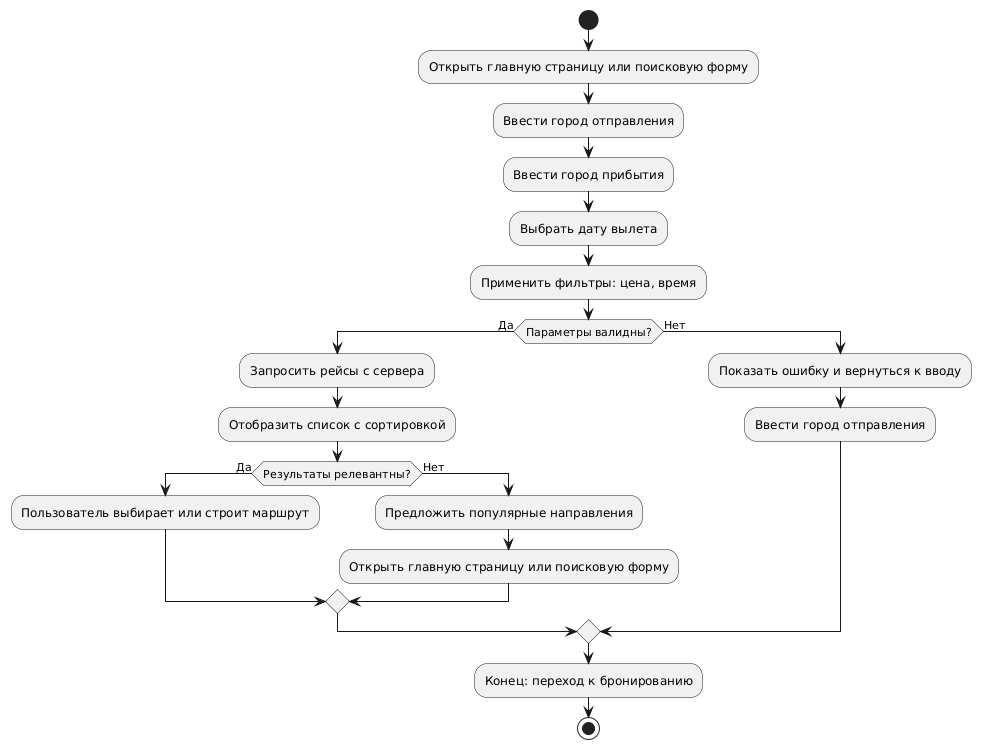 Открыть главную страницу или поисковую форму
Ввести город отправления
Ввести город прибытия
Выбрать дату вылета
Применить фильтры: цена, время
Да
Параметры валидны?
Нет
Запросить рейсы с сервера
Отобразить список с сортировкой
Да
Результаты релевантны?
Нет
Пользователь выбирает или строит маршрут
Предложить популярные направления
Открыть главную страницу или поисковую форму
Показать ошибку и вернуться к вводу
Ввести город отправления
Конец: переход к бронированию